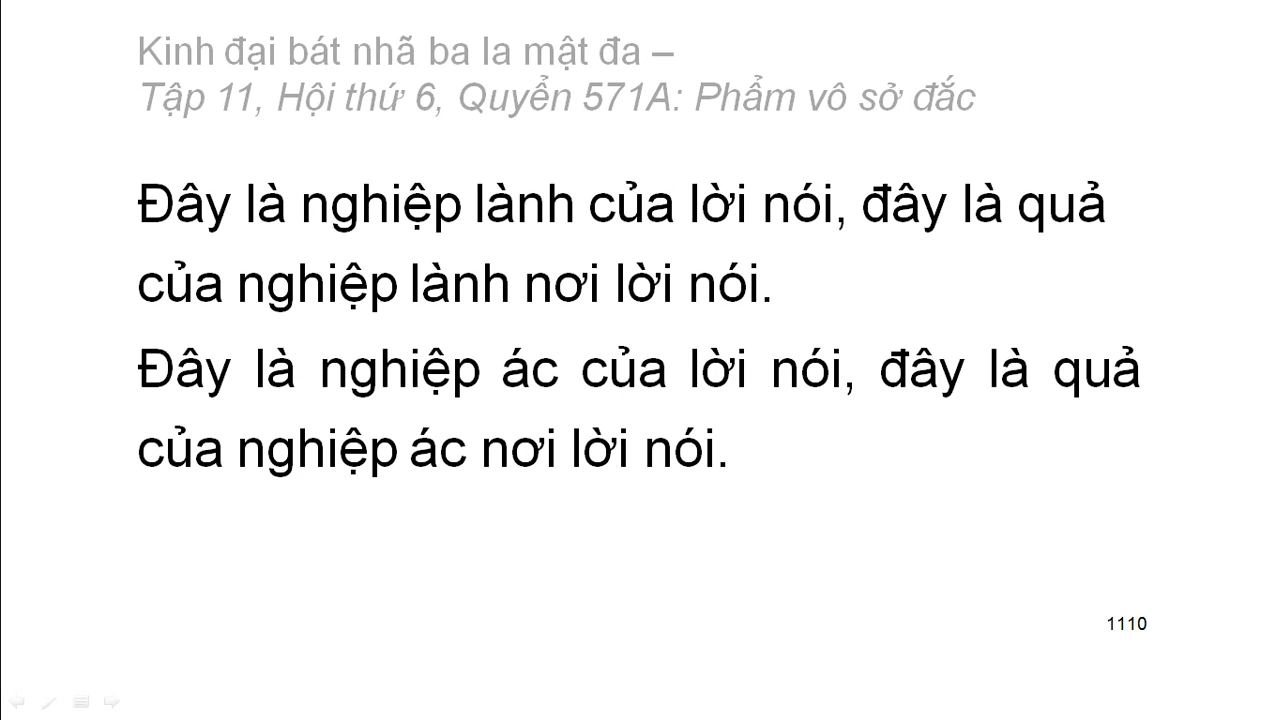 Kinh đại bát nhã ba la mật đa –
Tập 11, Hội thứ 6, Quyển 571A: Phẩm vô sở đắc
Đây là nghiệp lành của lời nói, đây là quả
của nghiệp lành nơi lời nói.
Đây là nghiệp ác của lời nói, đây là quả
của nghiệp ác nơi lời nói.
1110